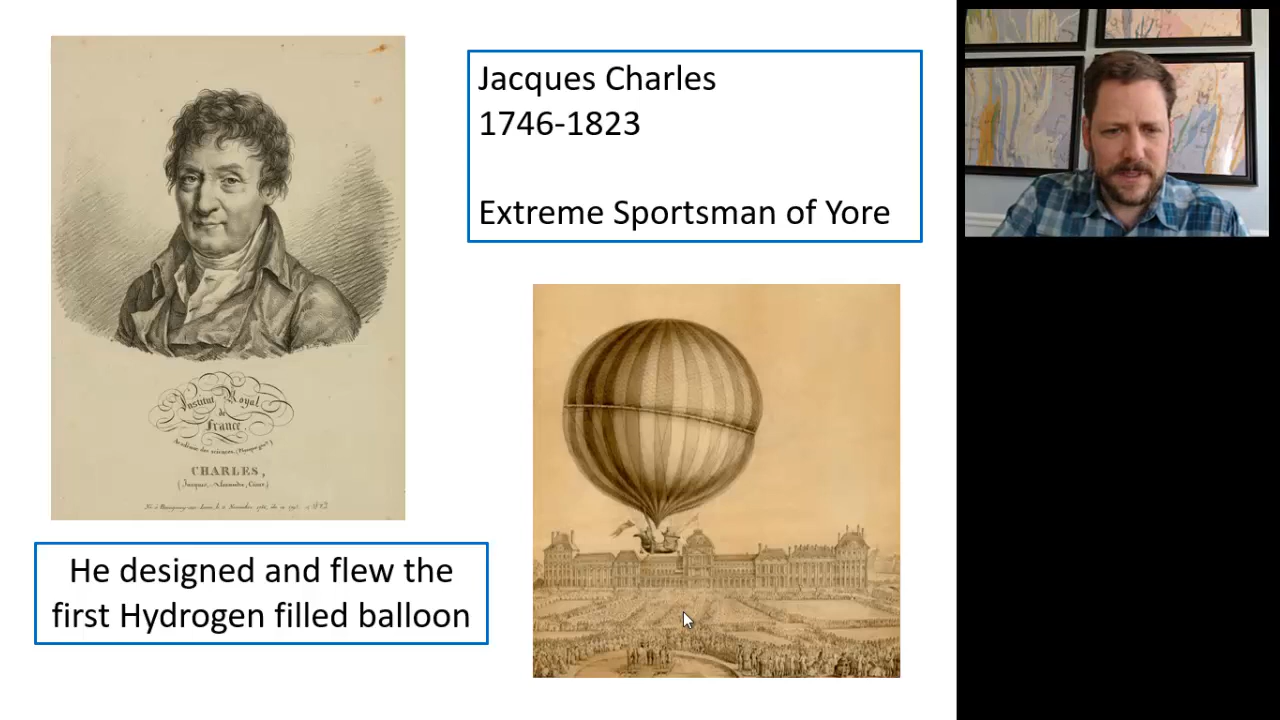 Jacques Charles
1746-1823
Extreme Sportsman of Yore
Institut Royal
de
France.
CHARLES,
He designed and flew the
first Hydrogen filled balloon